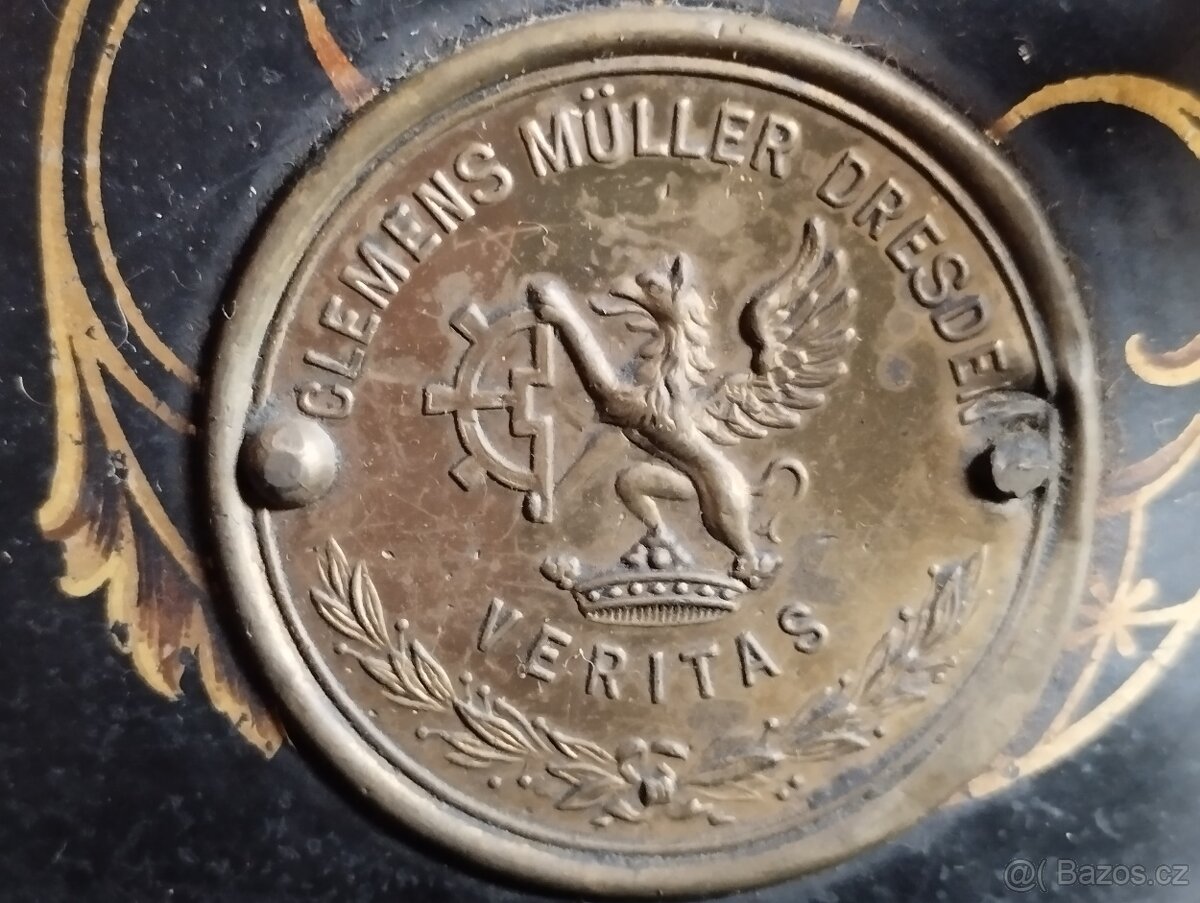 CLEMENS MÜLLER DRESDEN
VERITAS
@( Bazos.cz